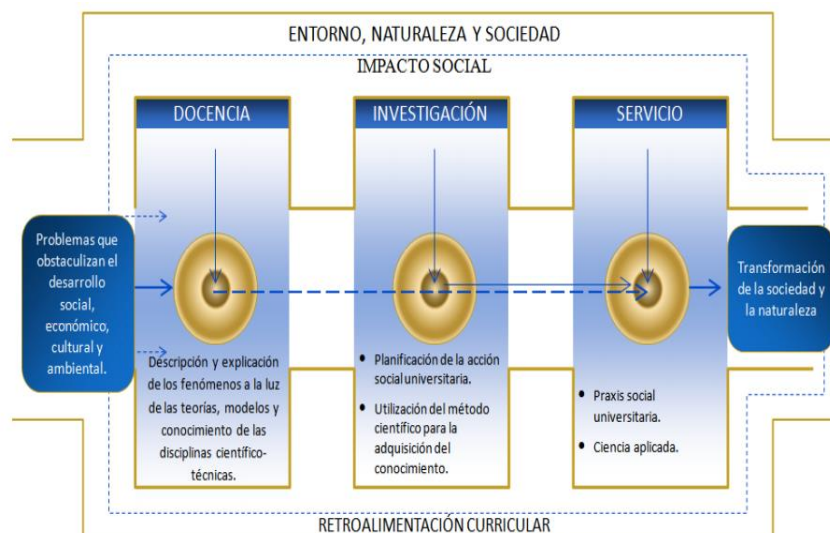 ENTORNO, NATURALEZA Y SOCIEDAD
IMPACTO SOCIAL
DOCENCIA
INVESTIGACIÓN
SERVICIO
Problemas que
obstaculizan el
desarrollo
social,
económico,
cultural y
ambiental.
Descripción y explicación
de los fenómenos a la luz
de las teorías, modelos y
conocimiento de las
disciplinas científico-
técnicas.
• Planificación de la acción
social universitaria.
• Utilización del método
científico para la
adquisición del
conocimiento.
• Praxis social
universitaria.
• Ciencia aplicada.
Transformación
de la sociedad y
la naturaleza
RETROALIMENTACIÓN CURRICULAR